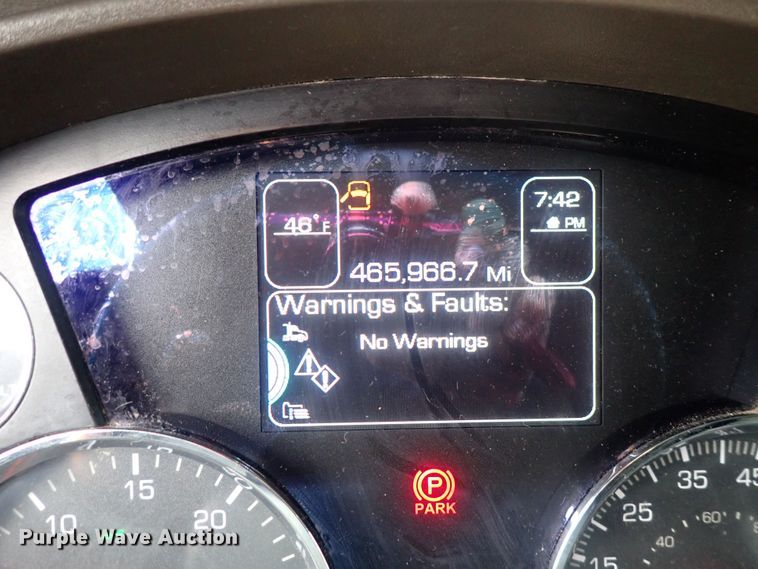 46°F
7:42
PM
465,966.7 Mi
Warnings & Faults:
No Warnings
P
PARK
10 15 20
15 25 35 45
40 60 80
Purple Wave Auction®